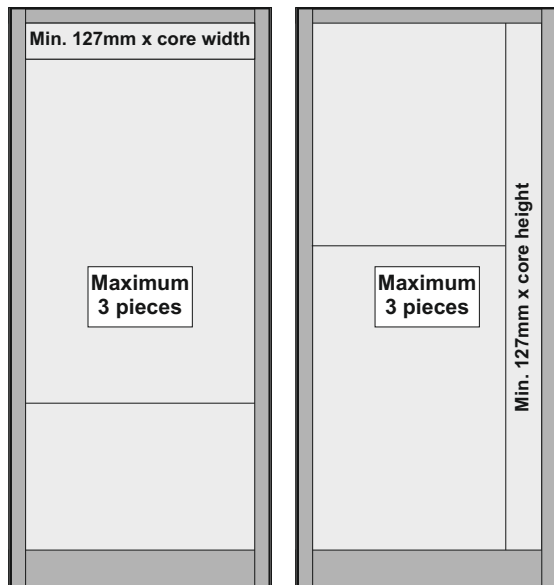 Min. 127mm x core width
Maximum
3 pieces
Maximum
3 pieces
Min. 127mm x core height